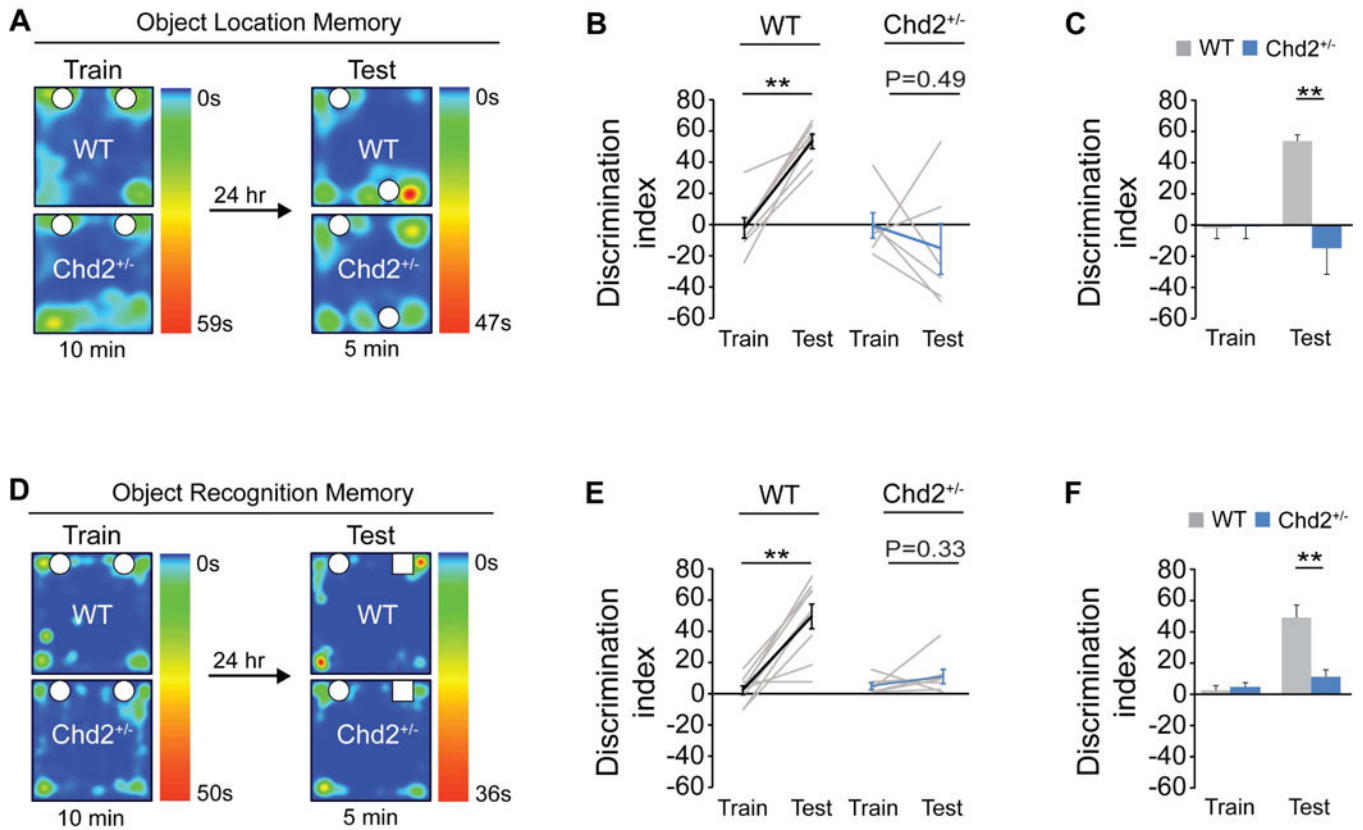 A
Object Location Memory
Train
Test
WT
Chd2+/-
0s
59s
10 min
24 hr
WT
Chd2+/-
0s
47s
5 min
B
WT
Chd2+/-
**
P=0.49
Discrimination
index
80
60
40
20
0
-20
-40
-60
Train Test Train Test
C
WT Chd2+/-
**
Discrimination
index
80
60
40
20
0
-20
-40
-60
Train Test
D
Object Recognition Memory
Train
Test
WT
Chd2+/-
0s
50s
10 min
24 hr
WT
Chd2+/-
0s
36s
5 min
E
WT
Chd2+/-
**
P=0.33
Discrimination
index
80
60
40
20
0
-20
-40
-60
Train Test Train Test
F
WT Chd2+/-
**
Discrimination
index
80
60
40
20
0
-20
-40
-60
Train Test